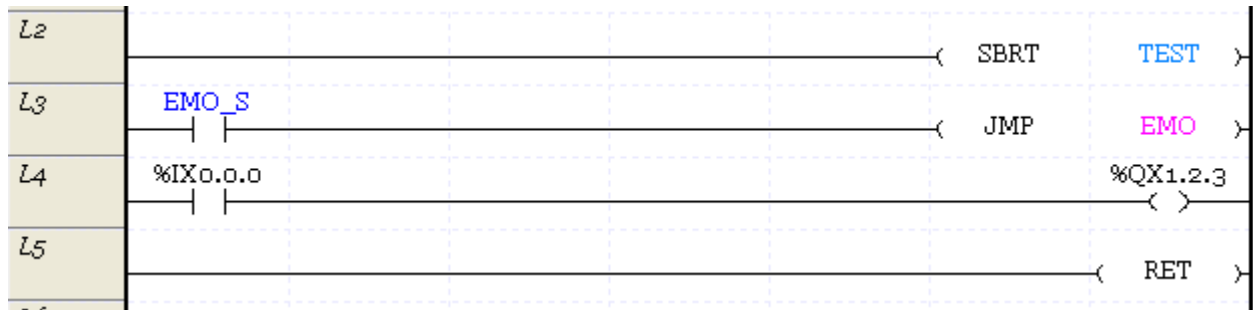 L2
SBRT TEST
L3 EMO_S
JMP EMO
L4 %IX0.0.0 %QX1.2.3
L5
RET